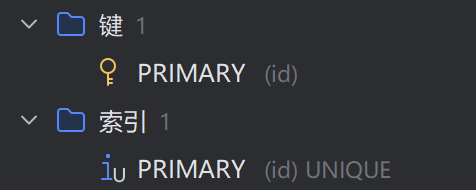 键 1
PRIMARY (id)
索引 1
PRIMARY (id) UNIQUE